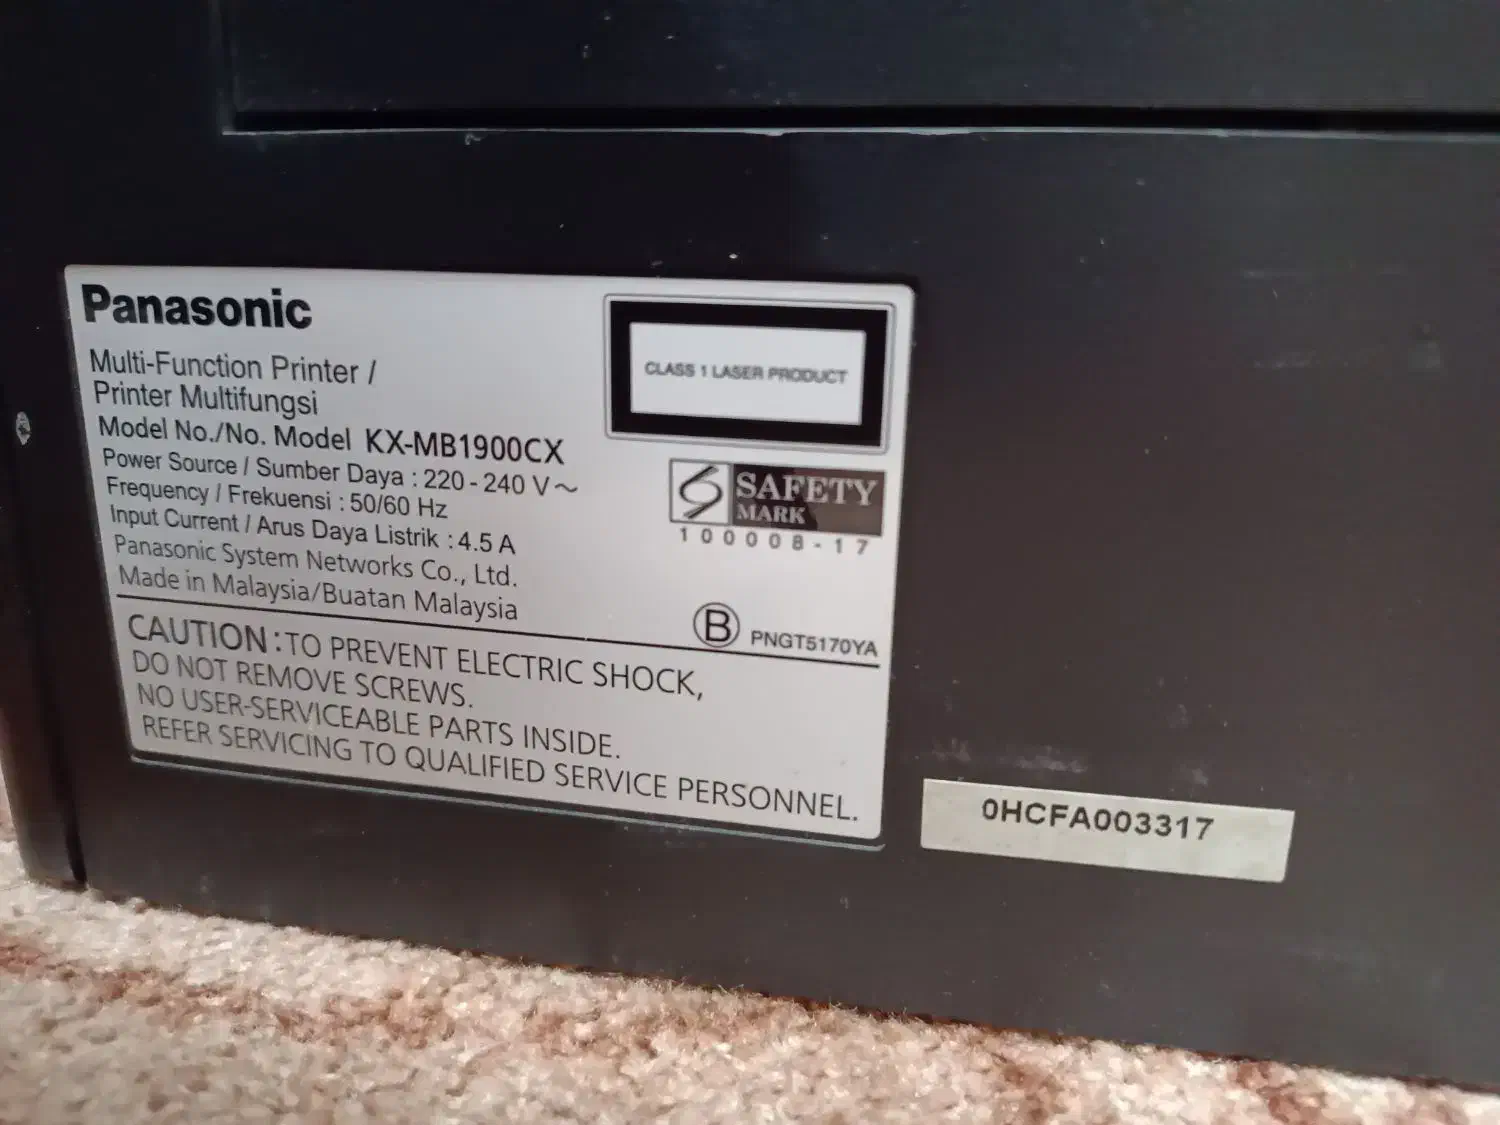 Panasonic
Multi-Function Printer /
Printer Multifungsi
Model No./No. Model KX-MB1900CX
Power Source / Sumber Daya : 220 - 240 V ~
Frequency / Frekuensi : 50/60 Hz
Input Current / Arus Daya Listrik : 4.5 A
Panasonic System Networks Co., Ltd.
Made in Malaysia/Buatan Malaysia
CLASS 1 LASER PRODUCT
SAFETY
MARK
100008-17
B PNGT5170YA
CAUTION : TO PREVENT ELECTRIC SHOCK,
DO NOT REMOVE SCREWS.
NO USER-SERVICEABLE PARTS INSIDE.
REFER SERVICING TO QUALIFIED SERVICE PERSONNEL.
0HCFA003317